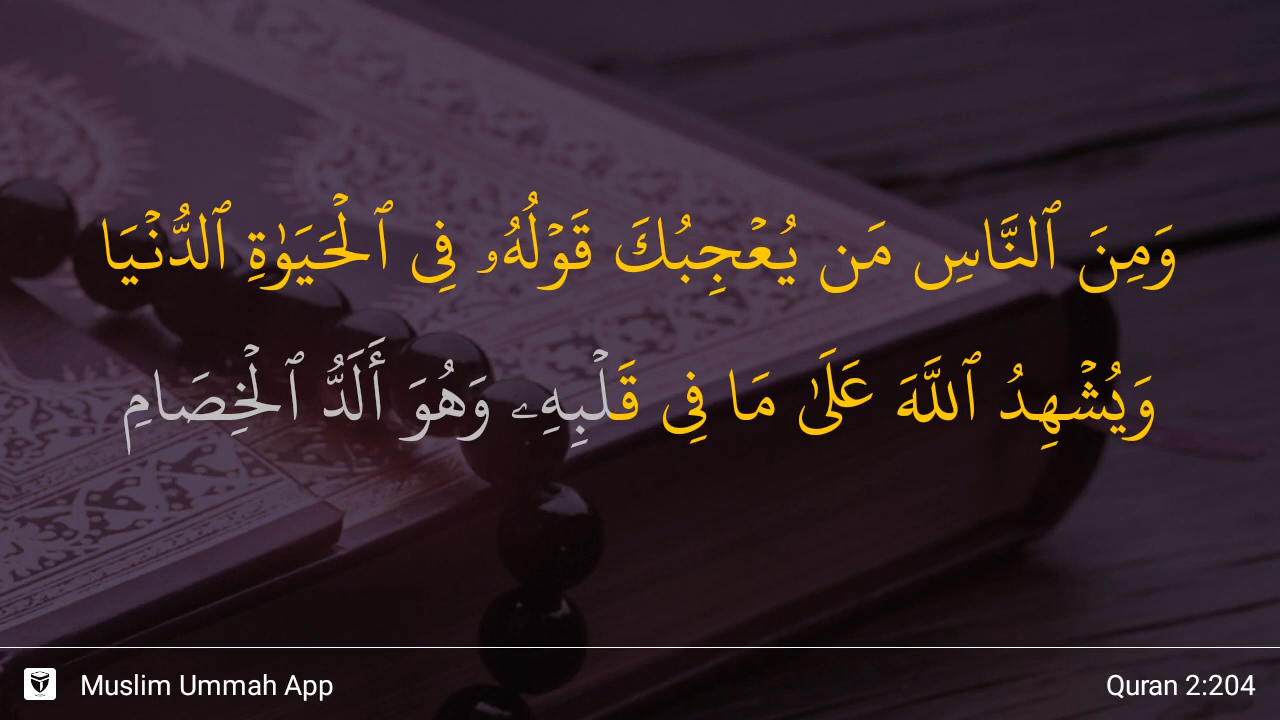 وَمِنَ ٱلنَّاسِ مَن يُعْجِبُكَ قَوْلُهُۥ فِى ٱلْحَيَوٰةِ ٱلدُّنْيَا
وَيُشْهِدُ ٱللَّهَ عَلَىٰ مَا فِى قَلْبِهِۦ وَهُوَ أَلَدُّ ٱلْخِصَامِ
Muslim Ummah App
Quran 2:204